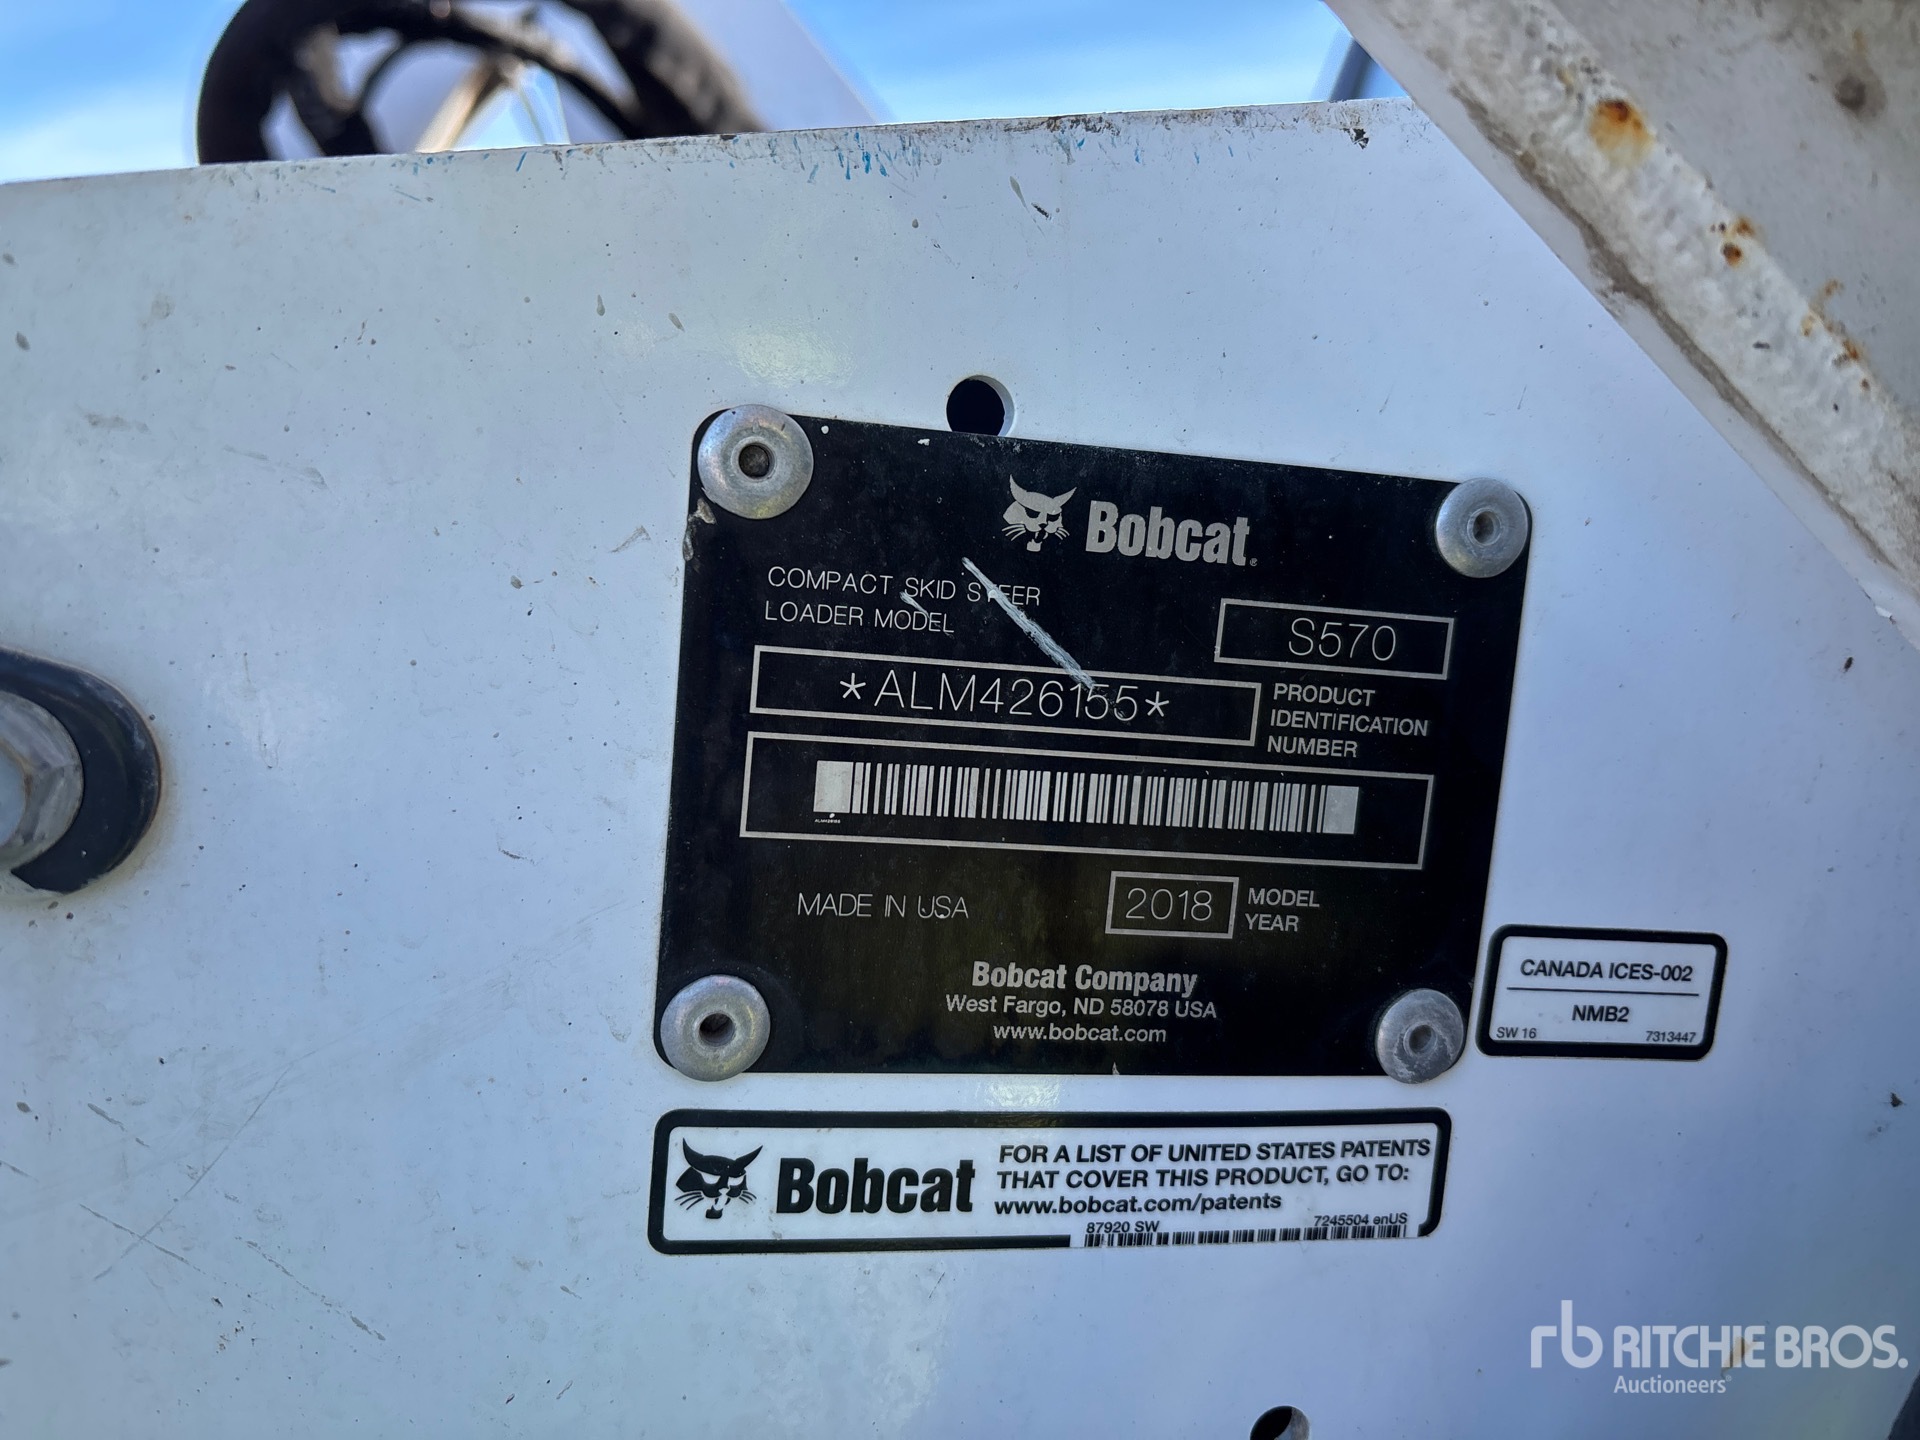 Bobcat®
COMPACT SKID STEER
LOADER MODEL
S570
*ALM426155*
PRODUCT
IDENTIFICATION
NUMBER
ALM426155
MADE IN USA
2018
MODEL
YEAR
Bobcat Company
West Fargo, ND 58078 USA
www.bobcat.com
CANADA ICES-002
NMB2
SW 16
7313447
Bobcat
FOR A LIST OF UNITED STATES PATENTS
THAT COVER THIS PRODUCT, GO TO:
www.bobcat.com/patents
87920 SW
7245504 enUS
rb RITCHIE BROS.
Auctioneers